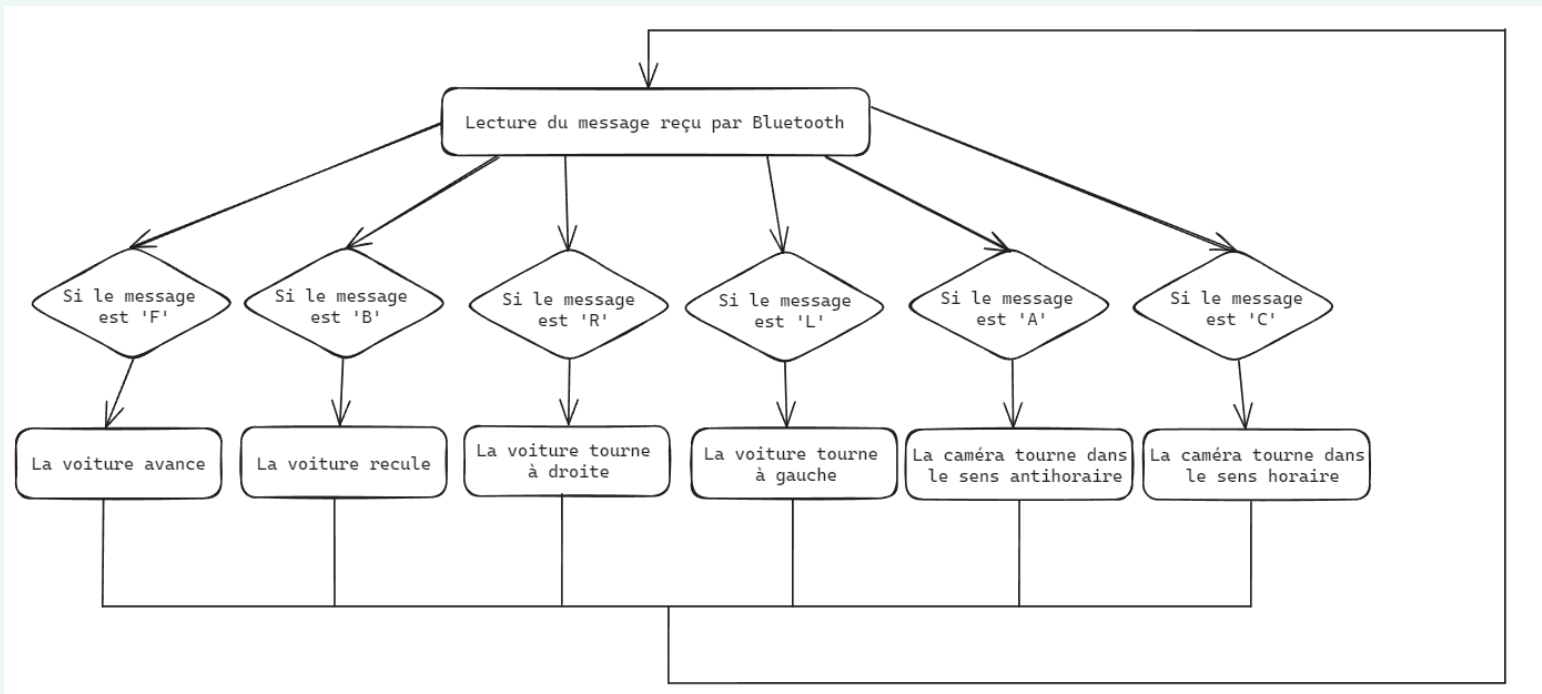 Lecture du message reçu par Bluetooth
Si le message
est 'F'
Si le message
est 'B'
Si le message
est 'R'
Si le message
est 'L'
Si le message
est 'A'
Si le message
est 'C'
La voiture avance
La voiture recule
La voiture tourne
à droite
La voiture tourne
à gauche
La caméra tourne dans
le sens antihoraire
La caméra tourne dans
le sens horaire